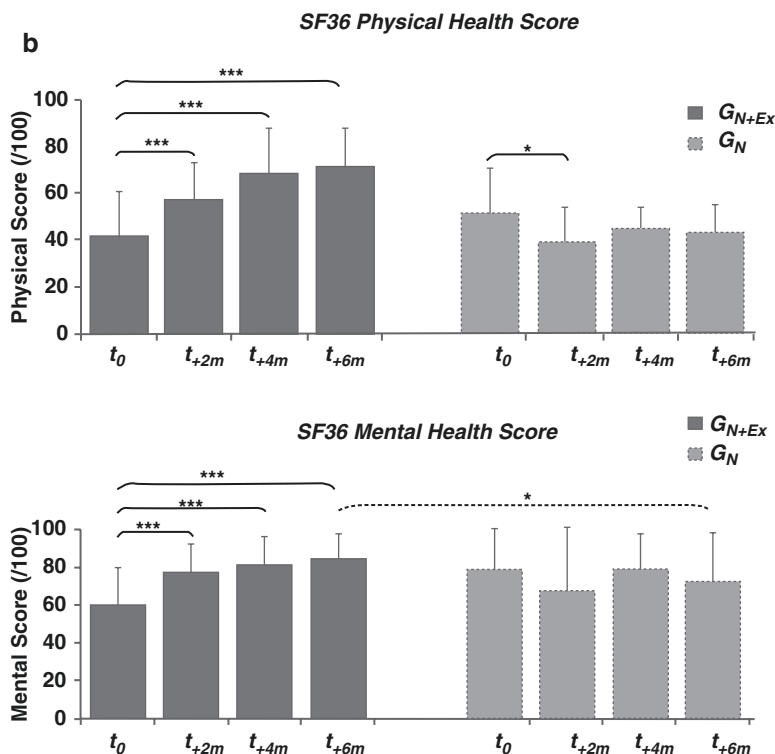 b
SF36 Physical Health Score
***
***
***
*
Physical Score (/100)
100
80
60
40
20
0
G_{N+Ex}
G_N
t_0 t_{+2m} t_{+4m} t_{+6m} t_0 t_{+2m} t_{+4m} t_{+6m}
SF36 Mental Health Score
G_{N+Ex}
G_N
***
***
***
*
Mental Score (/100)
100
80
60
40
20
0
t_0 t_{+2m} t_{+4m} t_{+6m} t_0 t_{+2m} t_{+4m} t_{+6m}